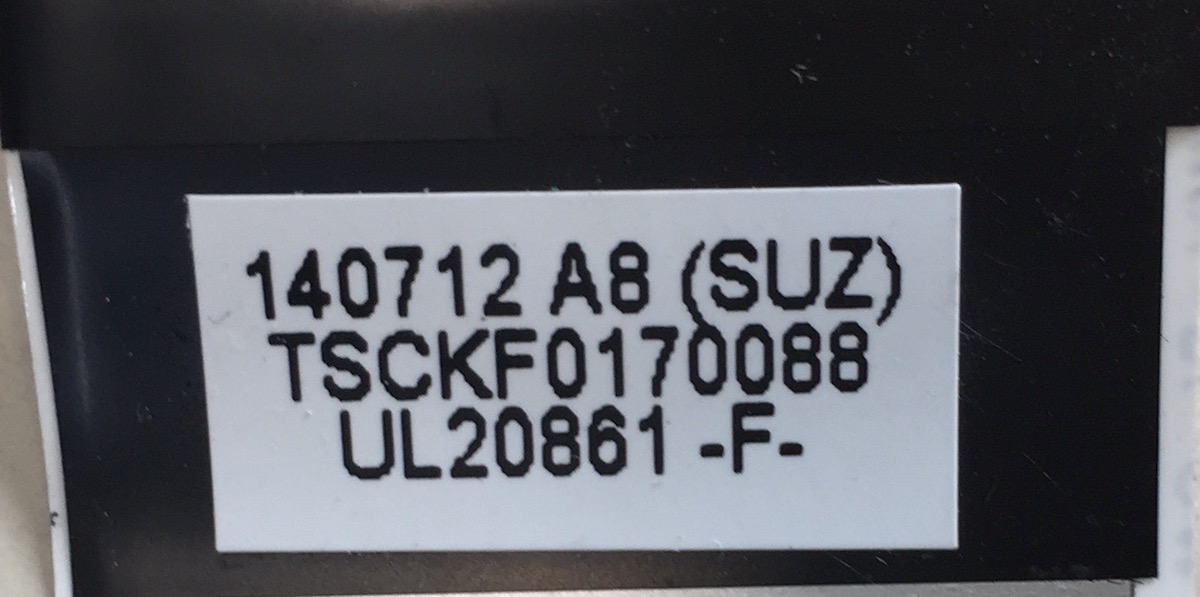 140712 A8 (SUZ)
TSCKF0170088
UL20861 -F-